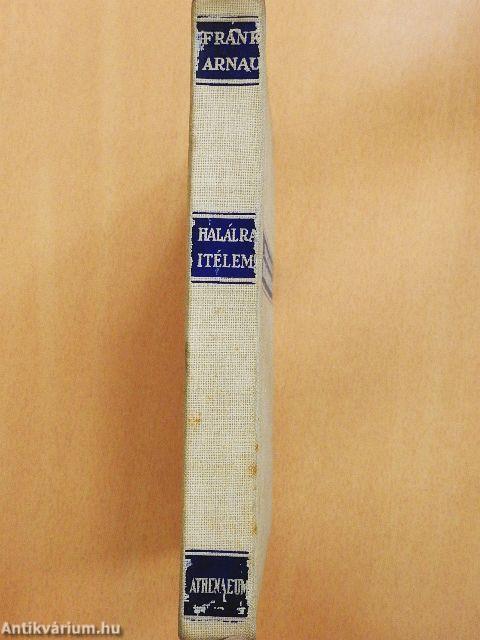 FRANK
ARNAU
HALÁLRA
ITÉLEM
ATHENAEUM
Antikvárium.hu